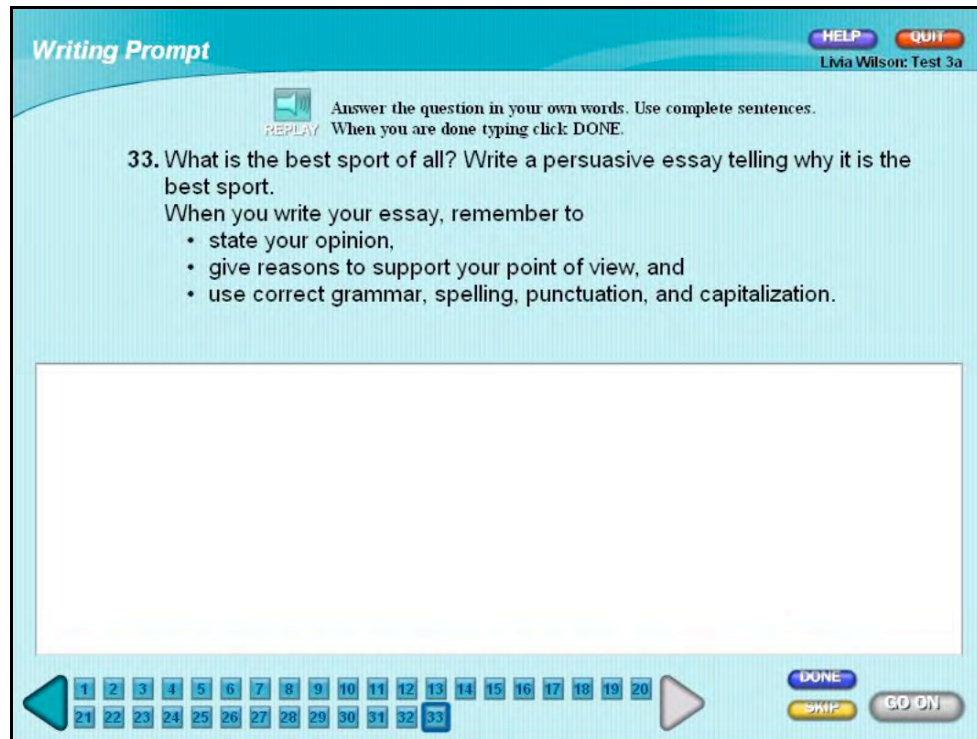 Writing Prompt
HELP QUIT
Livia Wilson: Test 3a
REPLAY
Answer the question in your own words. Use complete sentences.
When you are done typing click DONE.
33. What is the best sport of all? Write a persuasive essay telling why it is the
best sport.
When you write your essay, remember to
• state your opinion,
• give reasons to support your point of view, and
• use correct grammar, spelling, punctuation, and capitalization.
1 2 3 4 5 6 7 8 9 10 11 12 13 14 15 16 17 18 19 20
21 22 23 24 25 26 27 28 29 30 31 32 33
DONE
SKIP
GO ON